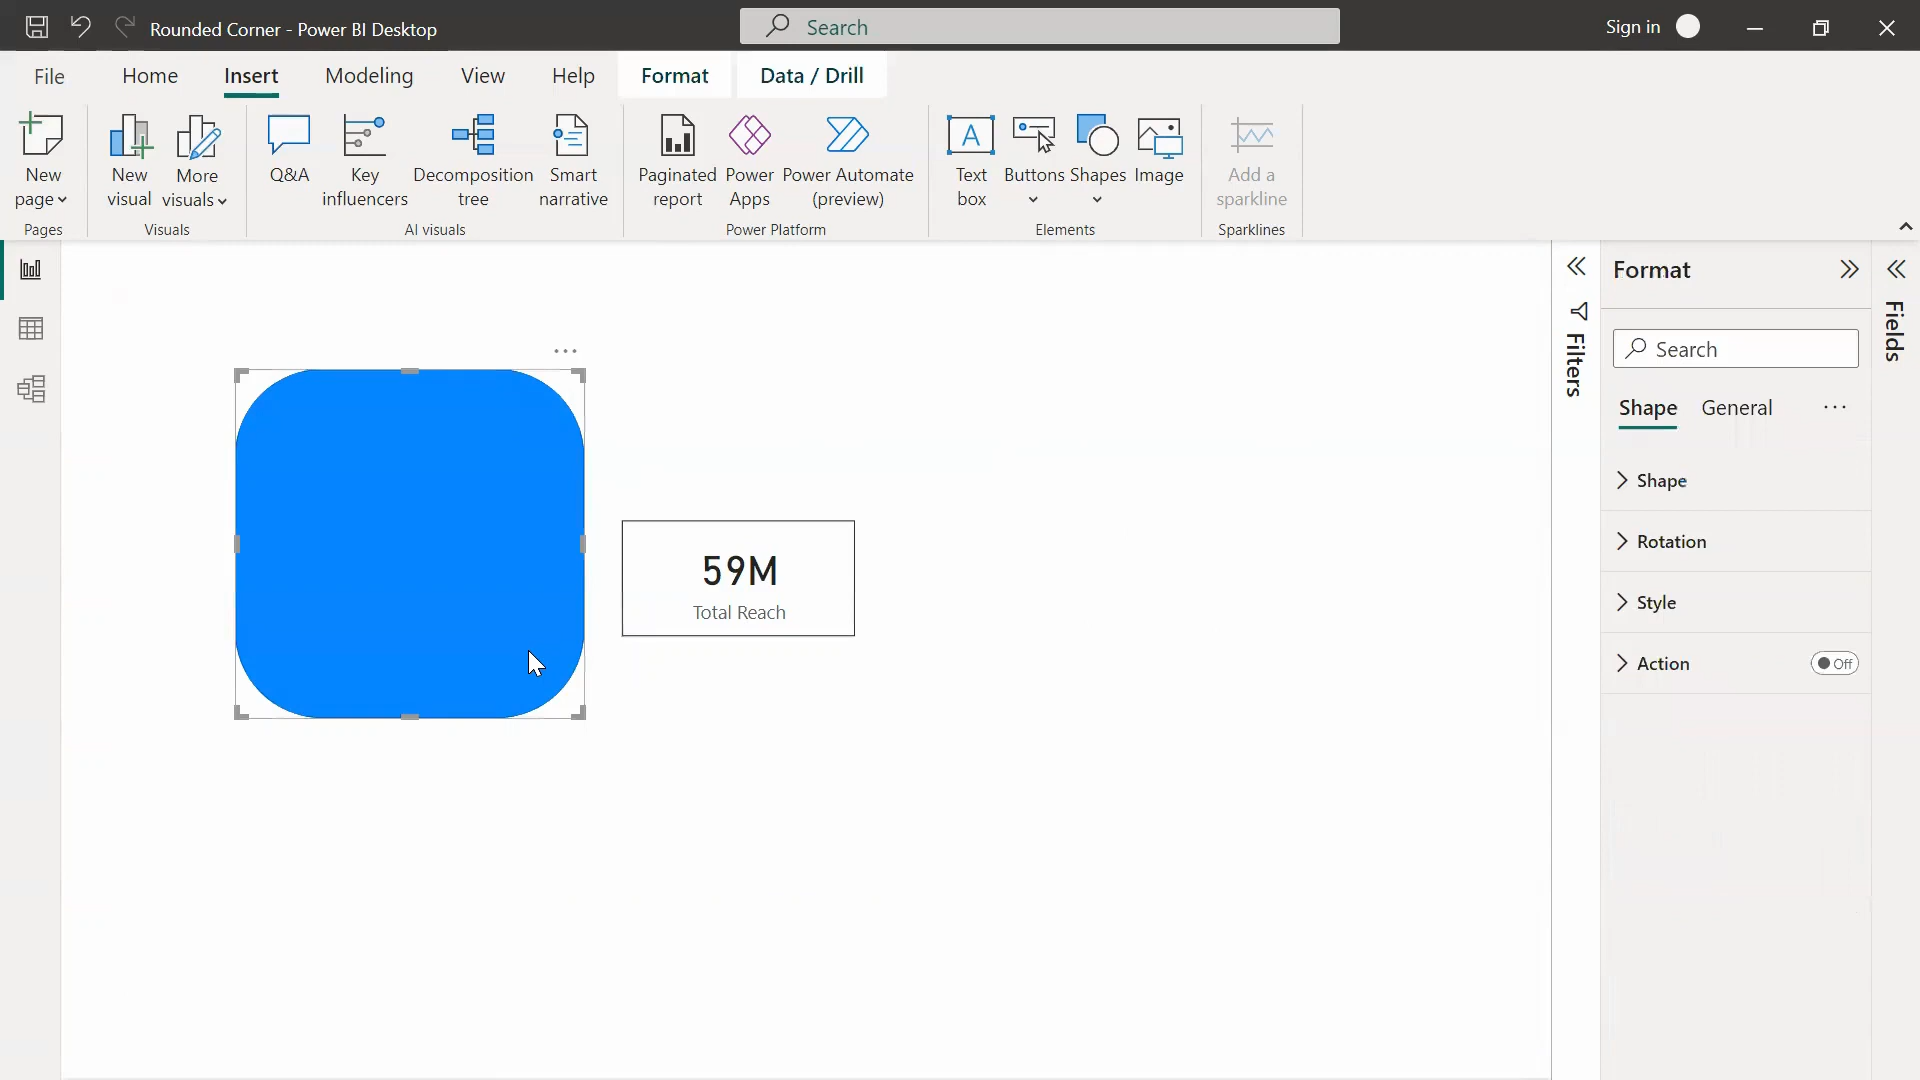 Rounded Corner - Power BI Desktop
Search
Sign in
File
Home
Insert
Modeling
View
Help
Format
Data / Drill
New
page
New
visual
More
visuals
Q&A
Key
influencers
Decomposition
tree
Smart
narrative
Paginated
report
Power
Apps
Power Automate
(preview)
A
Text
box
Buttons
Shapes
Image
Add a
sparkline
Pages
Visuals
AI visuals
Power Platform
Elements
Sparklines
59M
Total Reach
Filters
Format
Search
Shape
General
Shape
Rotation
Style
Action
Off
Fields